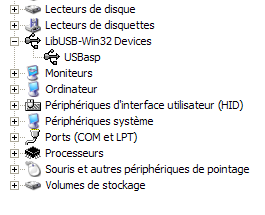 Lecteurs de disque
Lecteurs de disquettes
LibUSB-Win32 Devices
USBasp
Moniteurs
Ordinateur
Périphériques d'interface utilisateur (HID)
Périphériques système
Ports (COM et LPT)
Processeurs
Souris et autres périphériques de pointage
Volumes de stockage